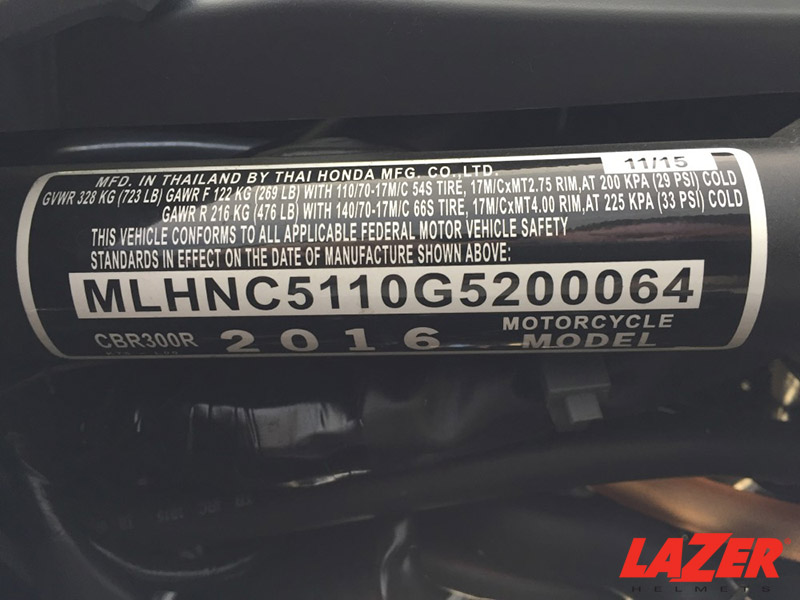 11/15
MFD. IN THAILAND BY THAI HONDA MFG. CO.,LTD.
GVWR 328 KG (723 LB) GAWR F 122 KG (269 LB) WITH 110/70-17M/C 54S TIRE, 17M/CxMT2.75 RIM,AT 200 KPA (29 PSI) COLD
GAWR R 216 KG (476 LB) WITH 140/70-17M/C 66S TIRE, 17M/CxMT4.00 RIM,AT 225 KPA (33 PSI) COLD
THIS VEHICLE CONFORMS TO ALL APPLICABLE FEDERAL MOTOR VEHICLE SAFETY
STANDARDS IN EFFECT ON THE DATE OF MANUFACTURE SHOWN ABOVE:
MLHNC5110G5200064
CBR300R 2016 MOTORCYCLE
MODEL
LAZER
HELMETS